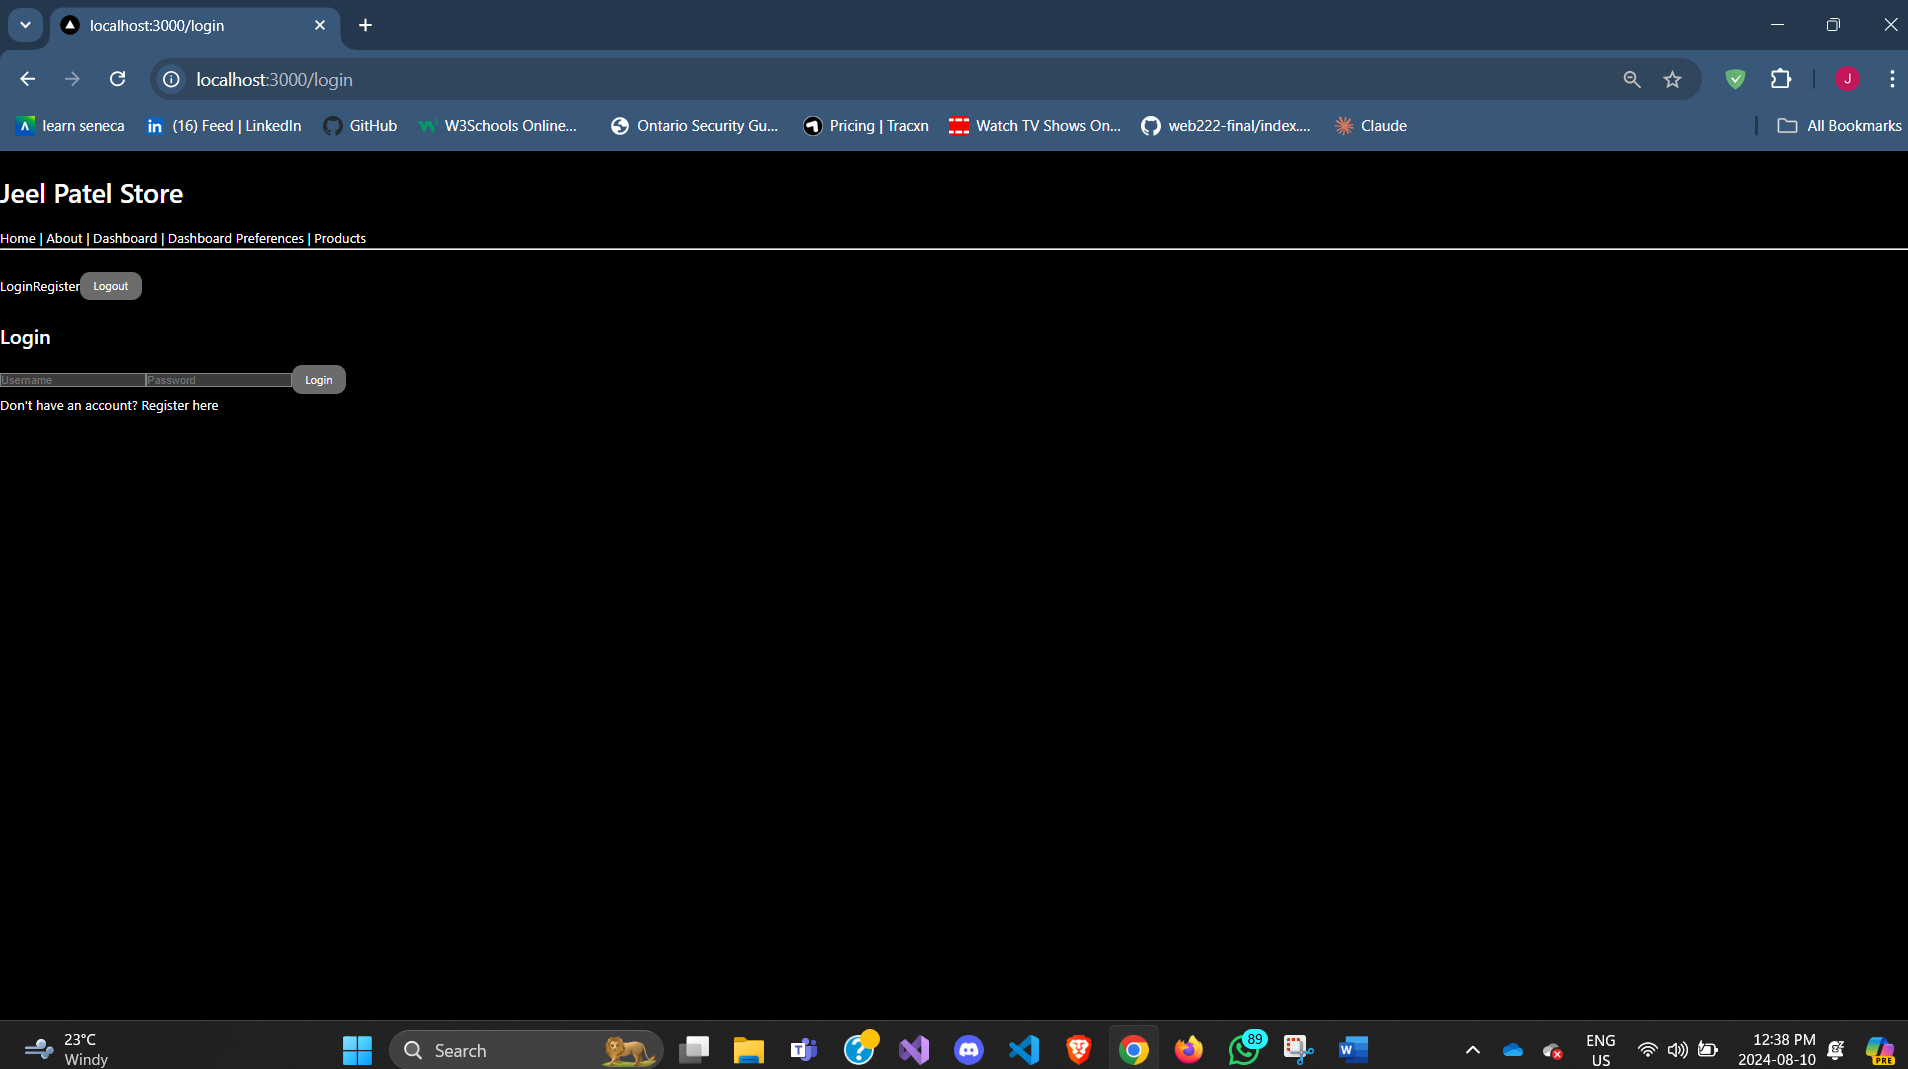 localhost:3000/login
localhost:3000/login
J
learn seneca
(16) Feed | LinkedIn
GitHub
W3Schools Online...
Ontario Security Gu...
Pricing | Tracxn
Watch TV Shows On...
web222-final/index....
Claude
All Bookmarks
Jeel Patel Store
Home | About | Dashboard | Dashboard Preferences | Products
LoginRegister Logout
Login
Username Password Login
Don't have an account? Register here
23°C
Windy
Search
89
ENG
US
12:38 PM
2024-08-10
PRE